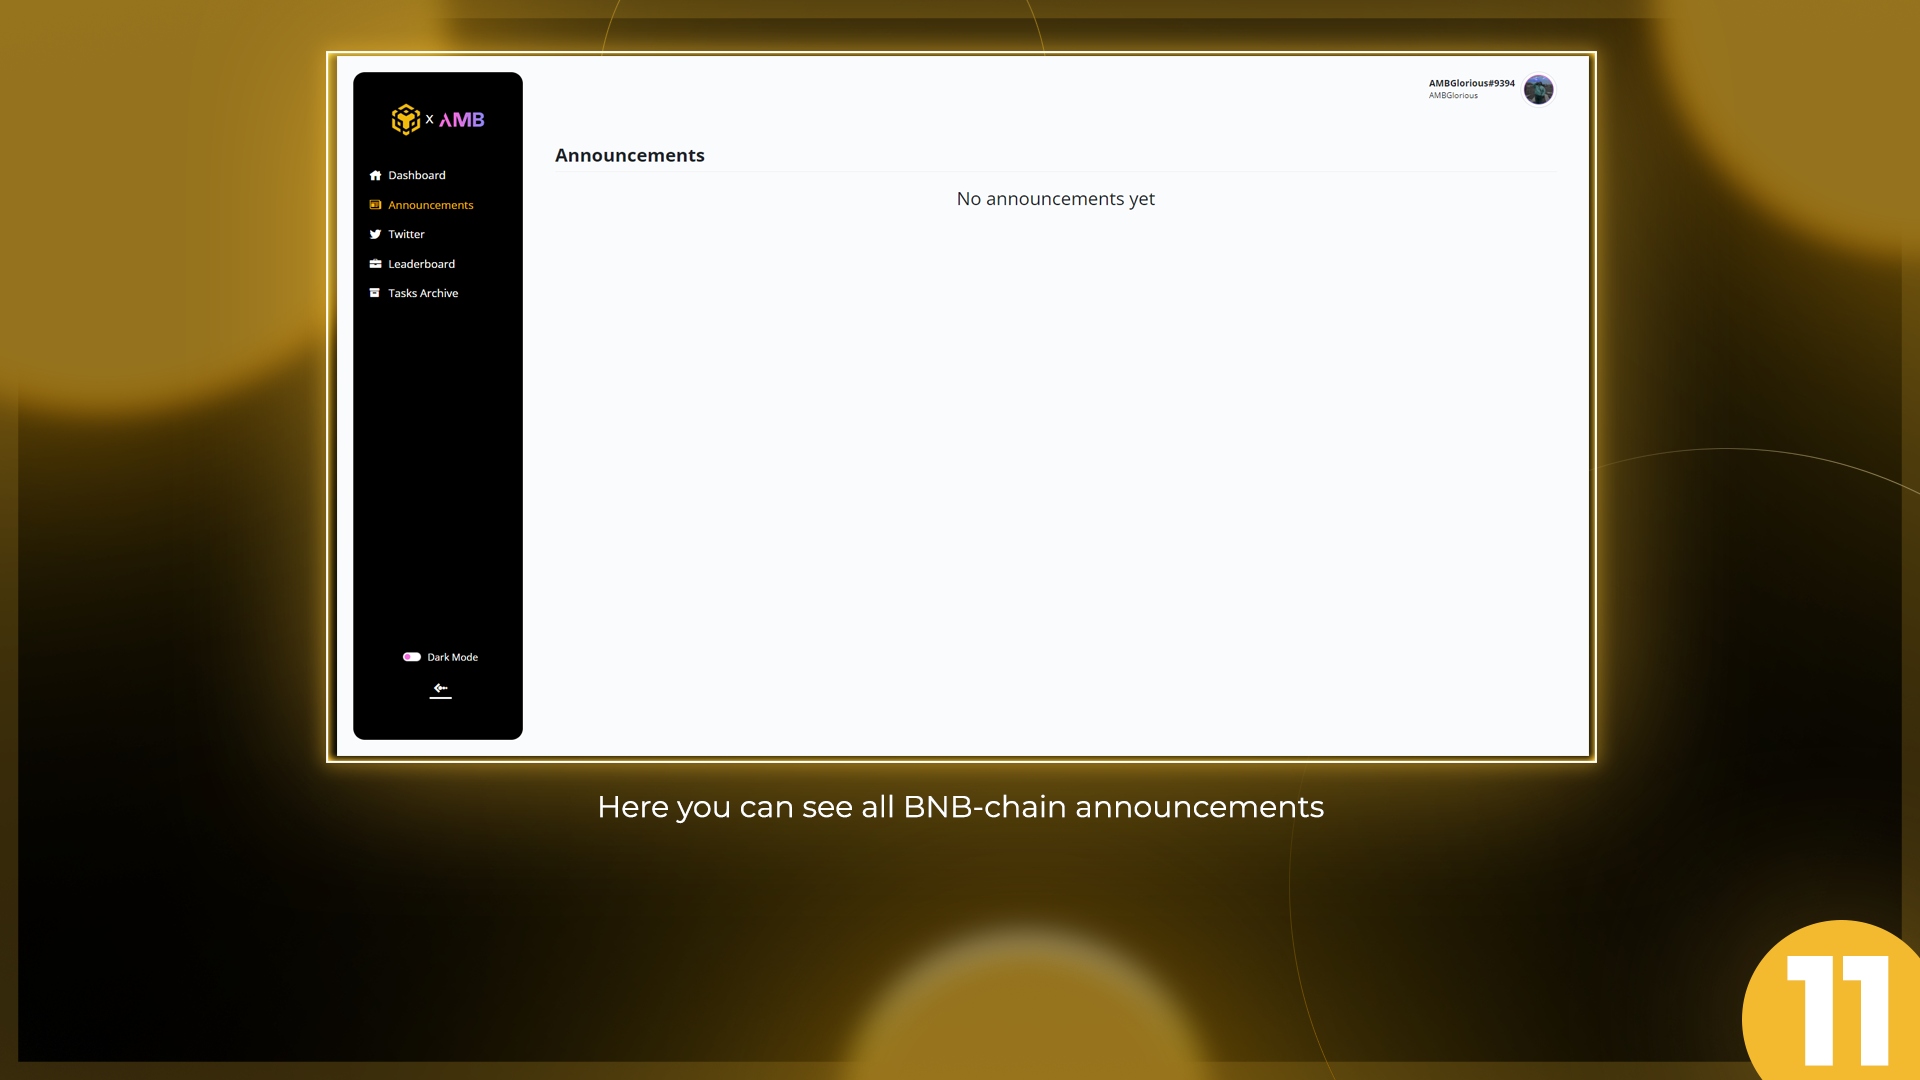 x AMB
AMBGlorious#9394
AMBGlorious
Dashboard
Announcements
Twitter
Leaderboard
Tasks Archive
Dark Mode
Announcements
No announcements yet
Here you can see all BNB-chain announcements
11